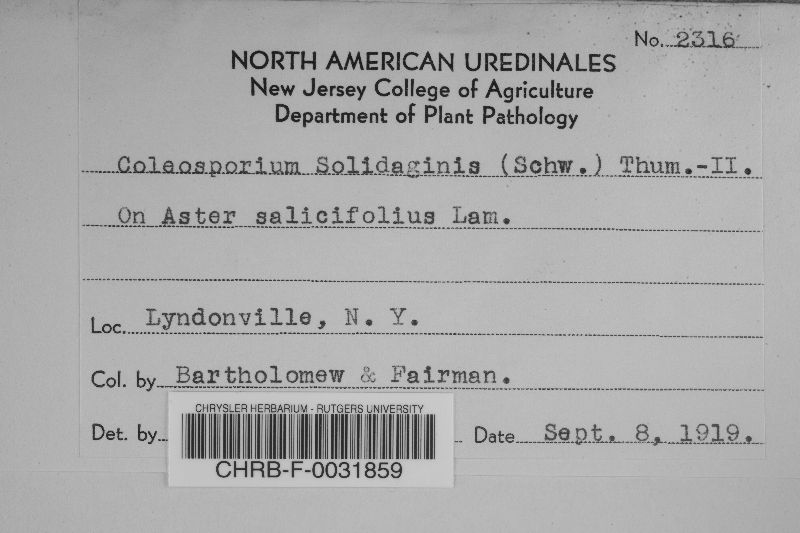 No. 2316
NORTH AMERICAN UREDINALES
New Jersey College of Agriculture
Department of Plant Pathology
Coleosporium Solidaginis (Schw.) Thum.-II.
On Aster salicifolius Lam.
Loc. Lyndonville, N. Y.
Col. by Bartholomew & Fairman.
Det. by
Date Sept. 8, 1919.
CHRYSLER HERBARIUM - RUTGERS UNIVERSITY
CHRB-F-0031859